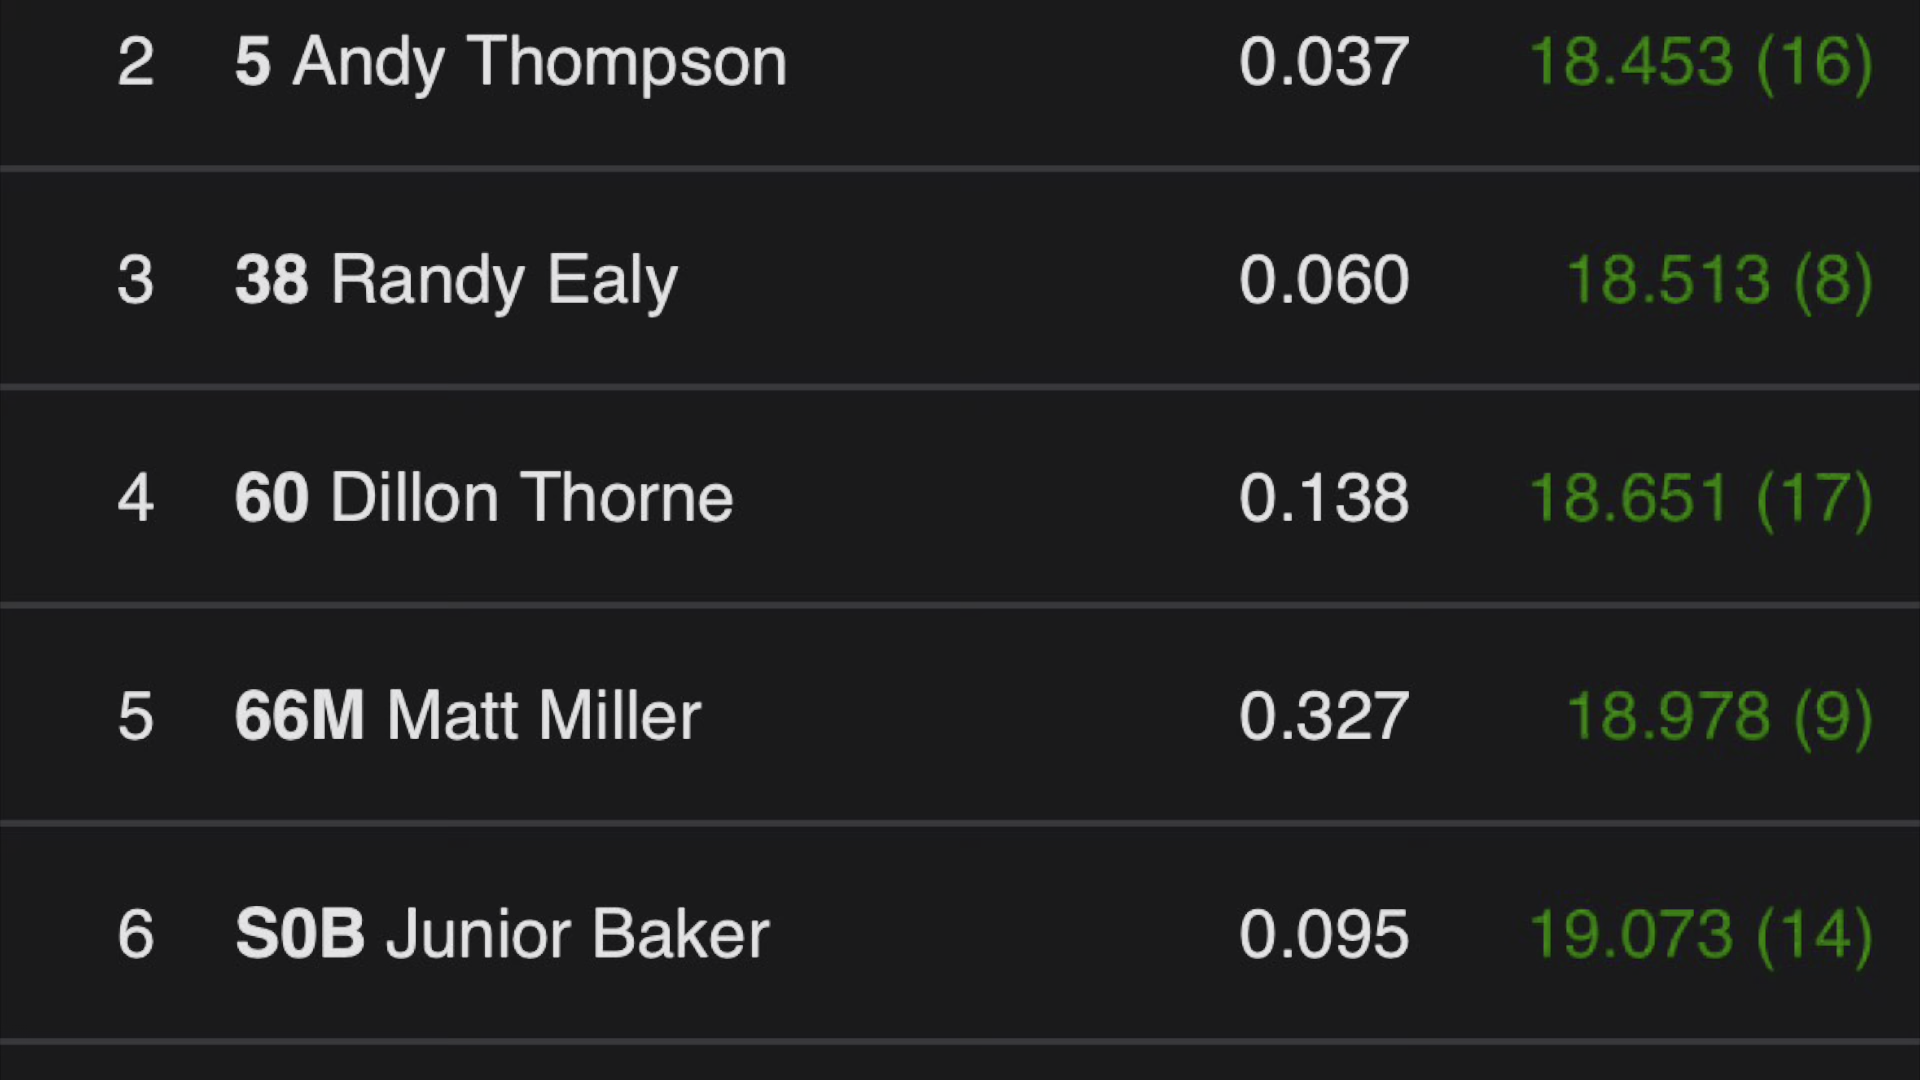 2 5 Andy Thompson 0.037 18.453 (16)
3 38 Randy Ealy 0.060 18.513 (8)
4 60 Dillon Thorne 0.138 18.651 (17)
5 66M Matt Miller 0.327 18.978 (9)
6 S0B Junior Baker 0.095 19.073 (14)